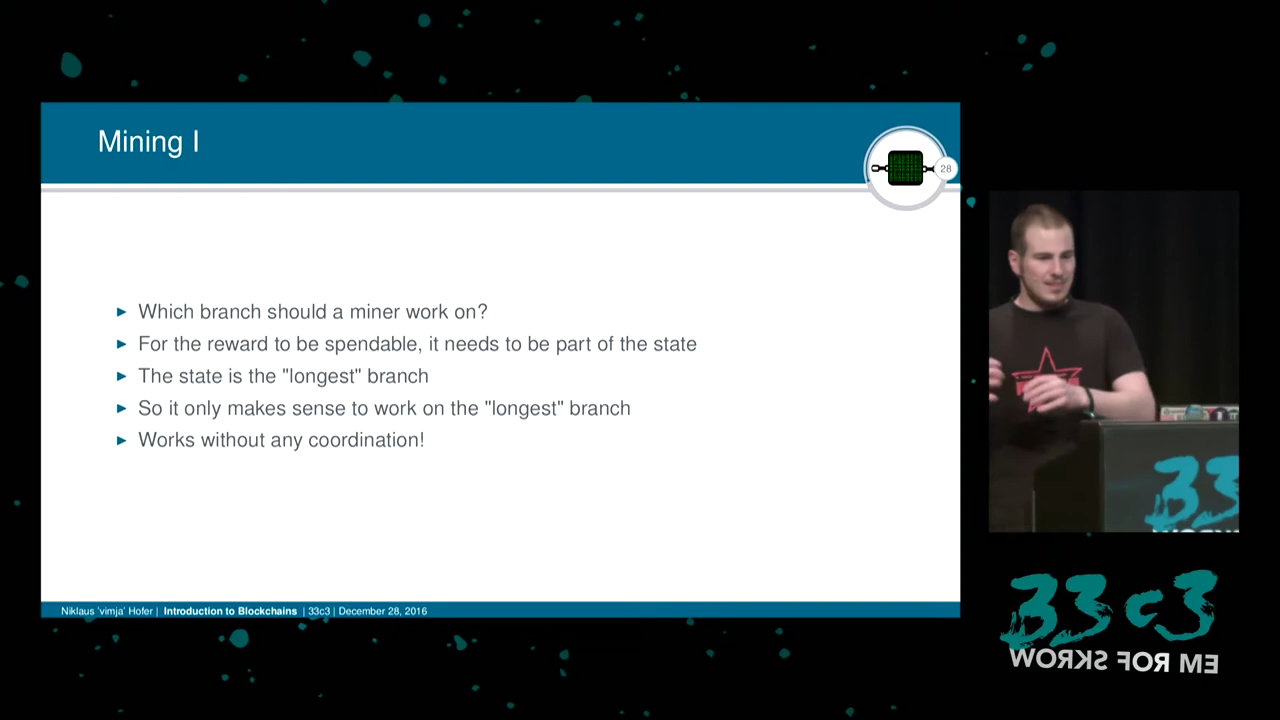 Mining I
28
Which branch should a miner work on?
For the reward to be spendable, it needs to be part of the state
The state is the "longest" branch
So it only makes sense to work on the "longest" branch
Works without any coordination!
Niklaus 'vimja' Hofer | Introduction to Blockchains | 33c3 | December 28, 2016
33
33c3
WORKS FOR ME